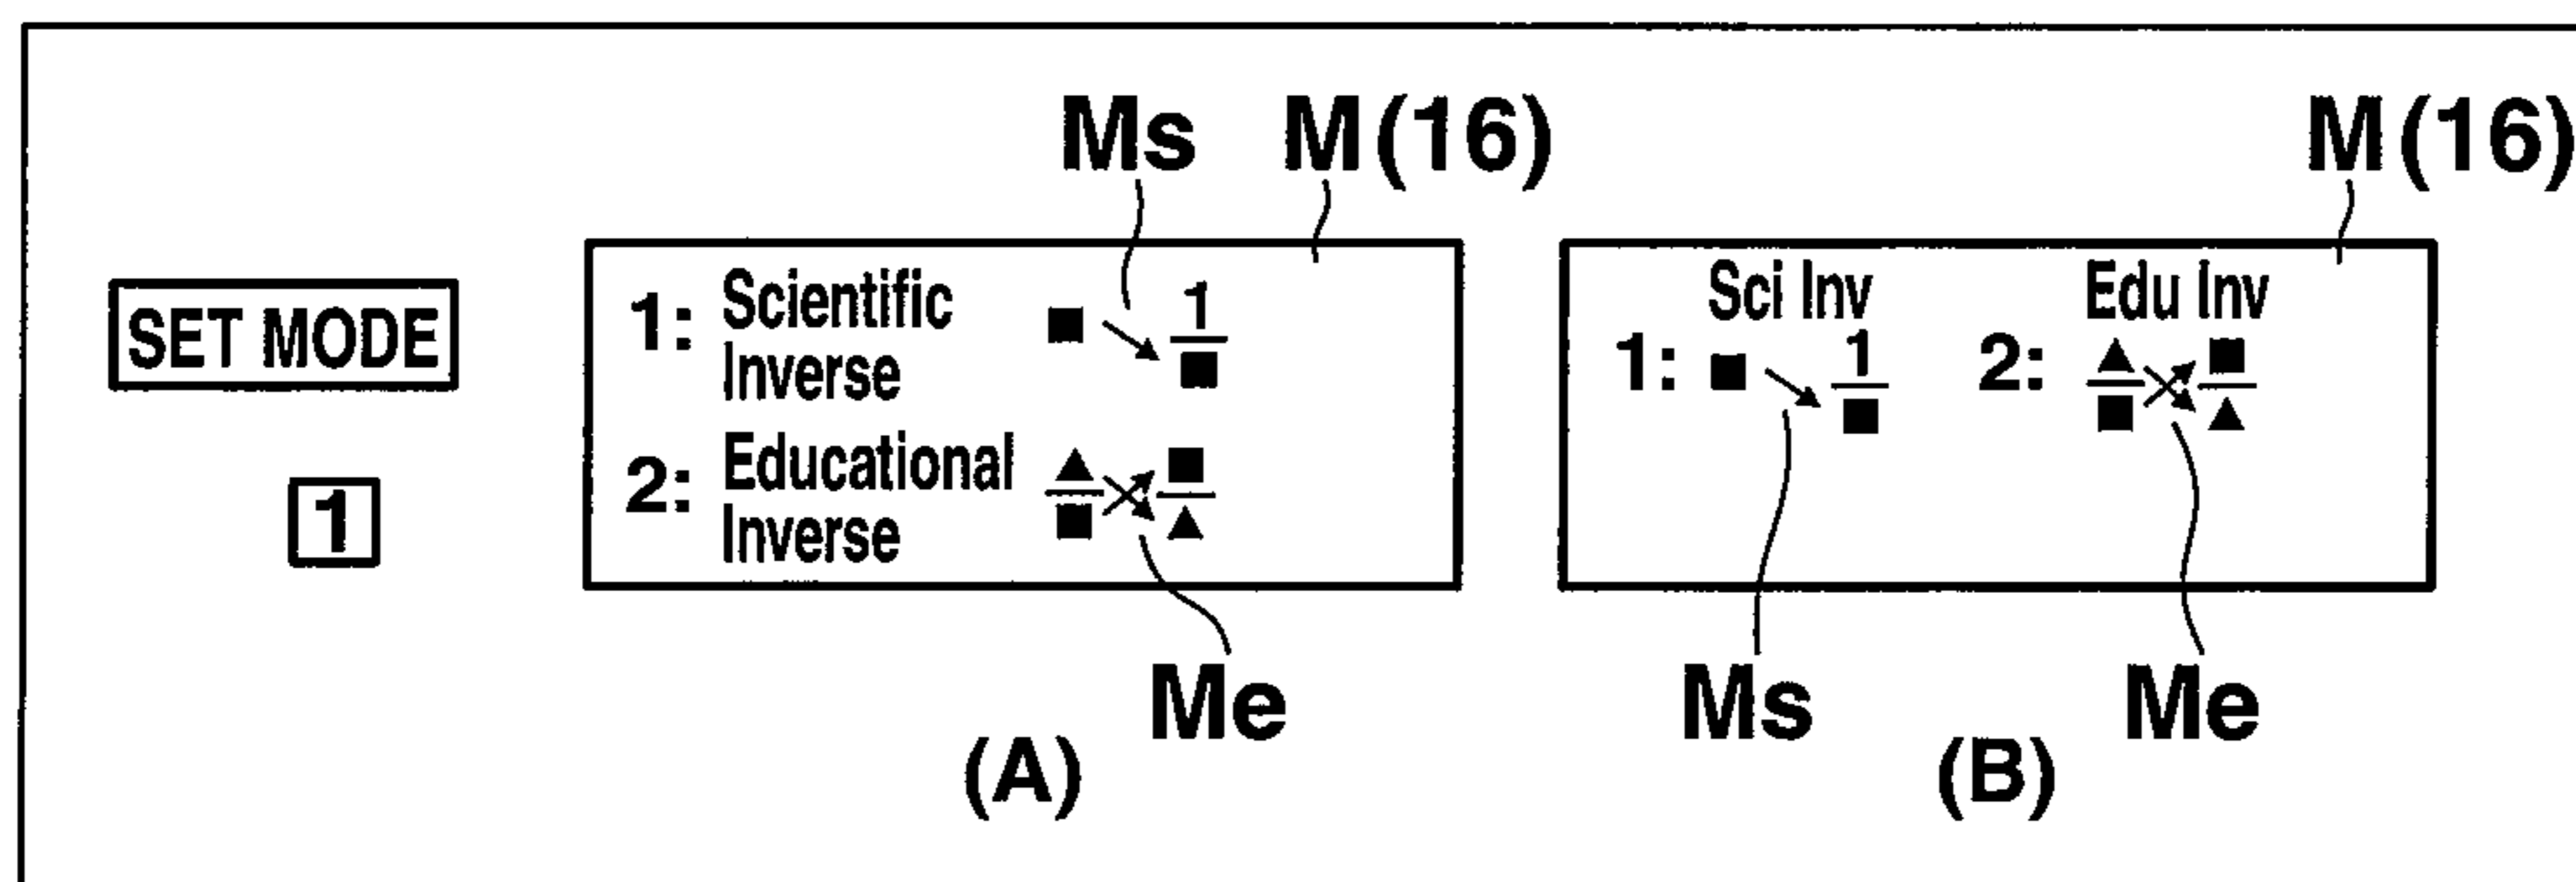 Ms M(16) M(16)
SET MODE
1
1: Scientific Inverse ■ → 1/■
2: Educational Inverse ▲/■ ⤨ ■/▲
Me
(A)
Sci Inv Edu Inv
1: ■ → 1/■ 2: ▲/■ ⤨ ■/▲
Ms Me
(B)